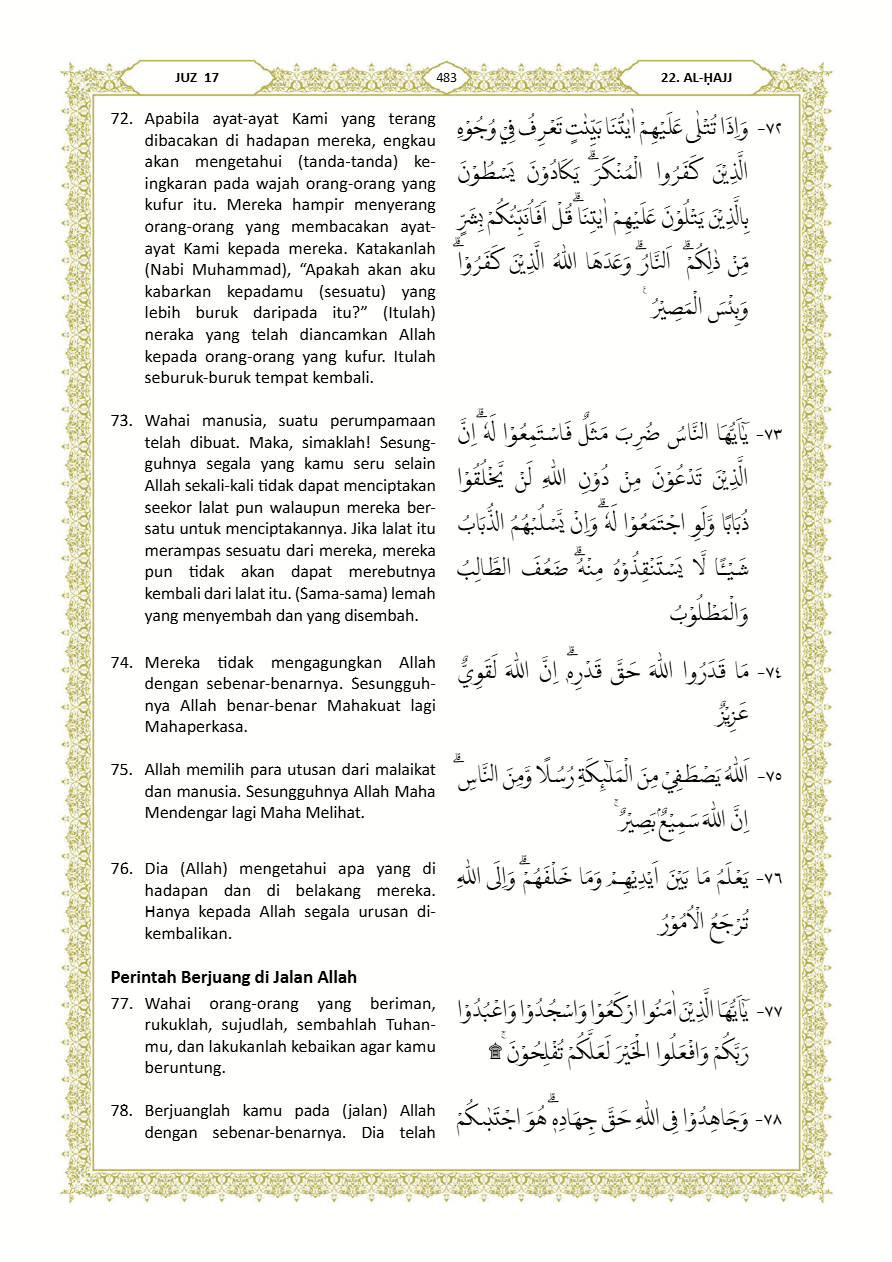 JUZ 17
483
22. AL-ḤAJJ
72. Apabila ayat-ayat Kami yang terang
dibacakan di hadapan mereka, engkau
akan mengetahui (tanda-tanda) ke-
ingkaran pada wajah orang-orang yang
kufur itu. Mereka hampir menyerang
orang-orang yang membacakan ayat-
ayat Kami kepada mereka. Katakanlah
(Nabi Muhammad), “Apakah akan aku
kabarkan kepadamu (sesuatu) yang
lebih buruk daripada itu?” (Itulah)
neraka yang telah diancamkan Allah
kepada orang-orang yang kufur. Itulah
seburuk-buruk tempat kembali.
٧٢- وَاِذَا تُتْلٰى عَلَيْهِمْ اٰيٰتُنَا بَيِّنٰتٍ تَعْرِفُ فِيْ وُجُوْهِ
الَّذِيْنَ كَفَرُوا الْمُنْكَرَۗ يَكَادُوْنَ يَسْطُوْنَ
بِالَّذِيْنَ يَتْلُوْنَ عَلَيْهِمْ اٰيٰتِنَاۗ قُلْ اَفَاُنَبِّئُكُمْ بِشَرٍّ
مِّنْ ذٰلِكُمْۗ اَلنَّارُۗ وَعَدَهَا اللّٰهُ الَّذِيْنَ كَفَرُوْاۗ
وَبِئْسَ الْمَصِيْرُ ࣖ
73. Wahai manusia, suatu perumpamaan
telah dibuat. Maka, simaklah! Sesung-
guhnya segala yang kamu seru selain
Allah sekali-kali tidak dapat menciptakan
seekor lalat pun walaupun mereka ber-
satu untuk menciptakannya. Jika lalat itu
merampas sesuatu dari mereka, mereka
pun tidak akan dapat merebutnya
kembali dari lalat itu. (Sama-sama) lemah
yang menyembah dan yang disembah.
٧٣- يٰٓاَيُّهَا النَّاسُ ضُرِبَ مَثَلٌ فَاسْتَمِعُوْا لَهٗۗ اِنَّ
الَّذِيْنَ تَدْعُوْنَ مِنْ دُوْنِ اللّٰهِ لَنْ يَّخْلُقُوْا
ذُبَابًا وَّلَوِ اجْتَمَعُوْا لَهٗۗ وَاِنْ يَّسْلُبْهُمُ الذُّبَابُ
شَيْـًٔا لَّا يَسْتَنْقِذُوْهُ مِنْهُۗ ضَعُفَ الطَّالِبُ
وَالْمَطْلُوْبُ
74. Mereka tidak mengagungkan Allah
dengan sebenar-benarnya. Sesungguh-
nya Allah benar-benar Mahakuat lagi
Mahaperkasa.
٧٤- مَا قَدَرُوا اللّٰهَ حَقَّ قَدْرِهٖۗ اِنَّ اللّٰهَ لَقَوِيٌّ
عَزِيْزٌ
75. Allah memilih para utusan dari malaikat
dan manusia. Sesungguhnya Allah Maha
Mendengar lagi Maha Melihat.
٧٥- اَللّٰهُ يَصْطَفِيْ مِنَ الْمَلٰۤىِٕكَةِ رُسُلًا وَّمِنَ النَّاسِۗ
اِنَّ اللّٰهَ سَمِيْعٌۢ بَصِيْرٌ ۚ
76. Dia (Allah) mengetahui apa yang di
hadapan dan di belakang mereka.
Hanya kepada Allah segala urusan di-
kembalikan.
٧٦- يَعْلَمُ مَا بَيْنَ اَيْدِيْهِمْ وَمَا خَلْفَهُمْۗ وَاِلَى اللّٰهِ
تُرْجَعُ الْاُمُوْرُ
Perintah Berjuang di Jalan Allah
77. Wahai orang-orang yang beriman,
rukuklah, sujudlah, sembahlah Tuhan-
mu, dan lakukanlah kebaikan agar kamu
beruntung.
٧٧- يٰٓاَيُّهَا الَّذِيْنَ اٰمَنُوا ارْكَعُوْا وَاسْجُدُوْا وَاعْبُدُوْا
رَبَّكُمْ وَافْعَلُوا الْخَيْرَ لَعَلَّكُمْ تُفْلِحُوْنَ ۚ ۩
78. Berjuanglah kamu pada (jalan) Allah
dengan sebenar-benarnya. Dia telah
٧٨- وَجَاهِدُوْا فِى اللّٰهِ حَقَّ جِهَادِهٖۗ هُوَ اجْتَبٰىكُمْ